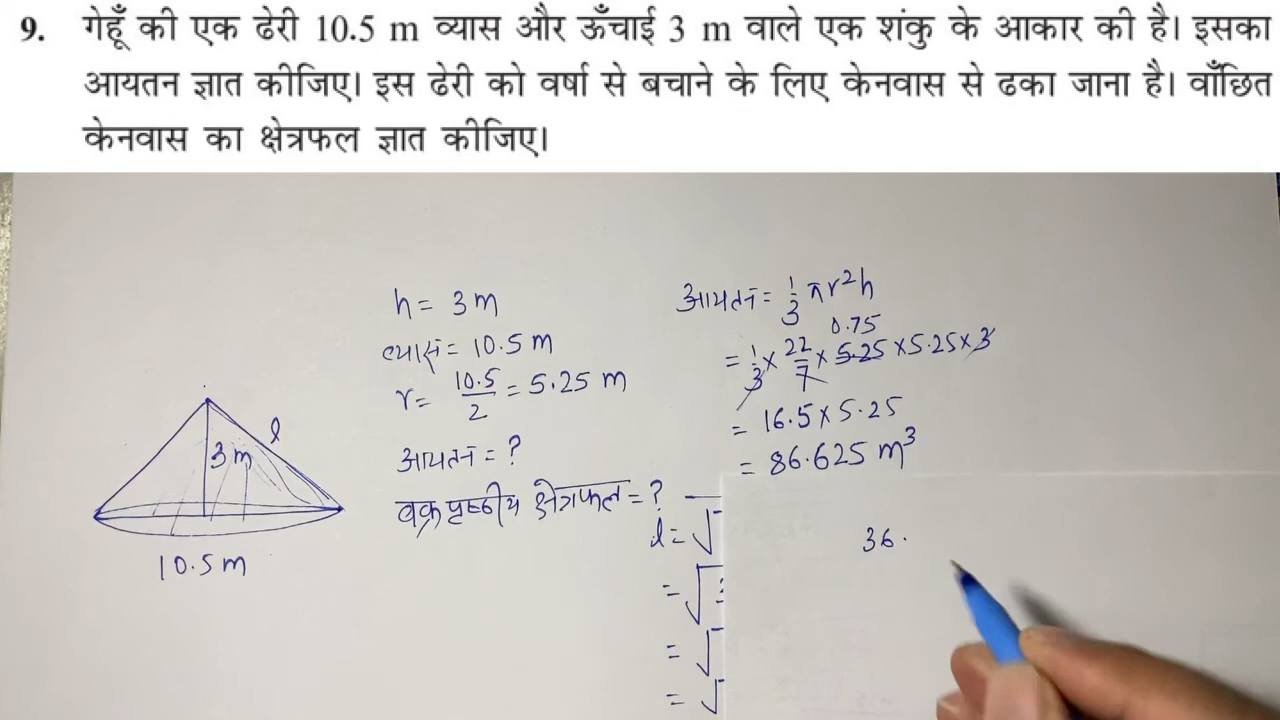 9. गेहूँ की एक ढेरी 10.5 m व्यास और ऊँचाई 3 m वाले एक शंकु के आकार की है। इसका
आयतन ज्ञात कीजिए। इस ढेरी को वर्षा से बचाने के लिए केनवास से ढका जाना है। वाँछित
केनवास का क्षेत्रफल ज्ञात कीजिए।
h = 3 m
व्यास = 10.5 m
r = 10.5/2 = 5.25 m
आयतन = ?
वक्र पृष्ठीय क्षेत्रफल = ?
l
3 m
10.5 m
आयतन = 1/3 πr²h
0.75
= 1/3 × 22/7 × 5.25 × 5.25 × 3
= 16.5 × 5.25
= 86.625 m³
l = √
= √
= √
= √
36.